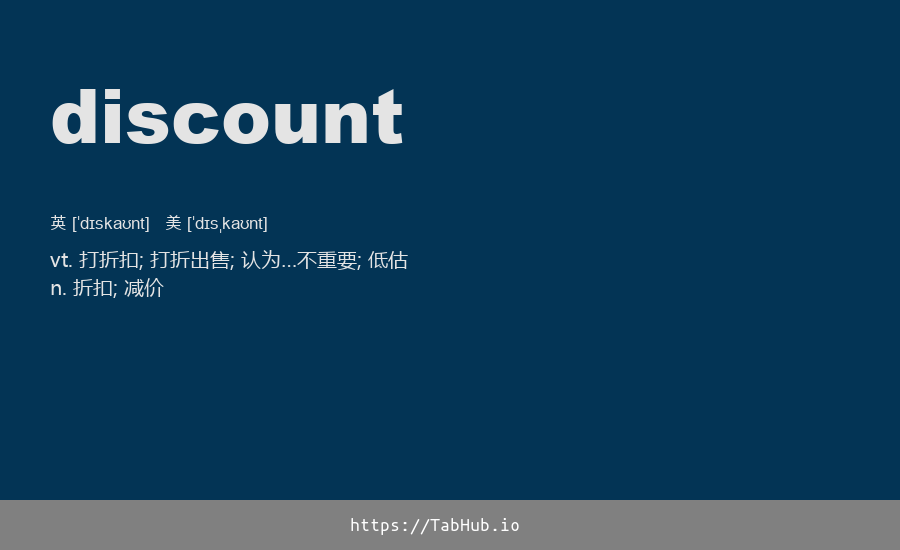 discount
英 [ˈdɪskaʊnt] 美 [ˈdɪsˌkaʊnt]
vt. 打折扣; 打折出售; 认为...不重要; 低估
n. 折扣; 减价
https://TabHub.io